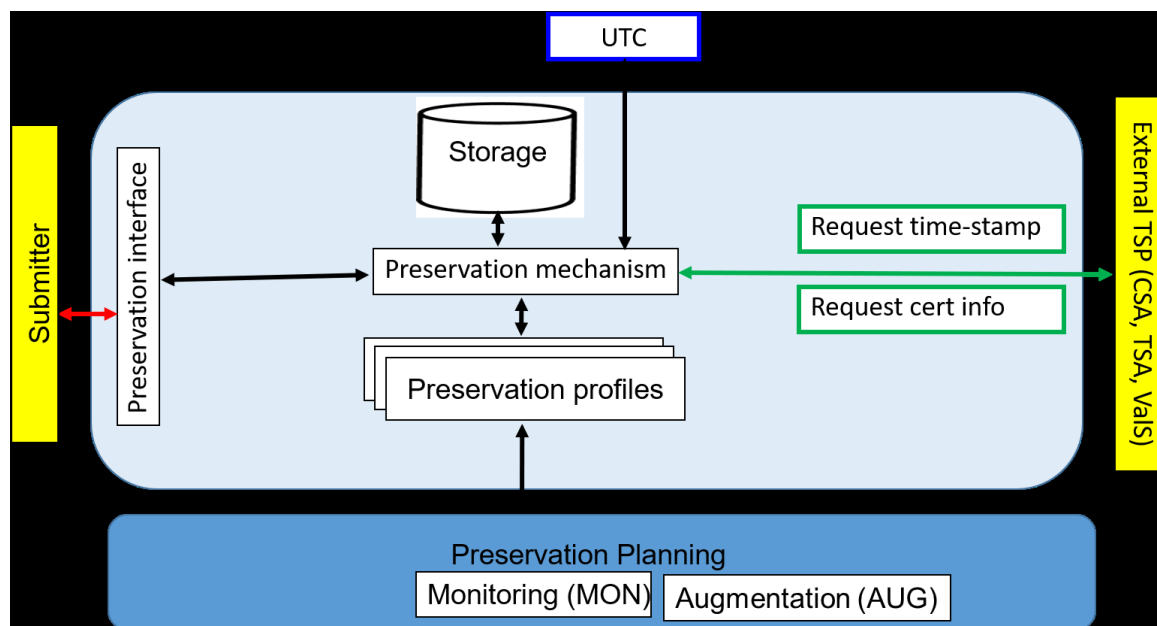 UTC
Storage
Submitter
Preservation interface
Preservation mechanism
Request time-stamp
Request cert info
External TSP (CSA, TSA, ValS)
Preservation profiles
Preservation Planning
Monitoring (MON)
Augmentation (AUG)